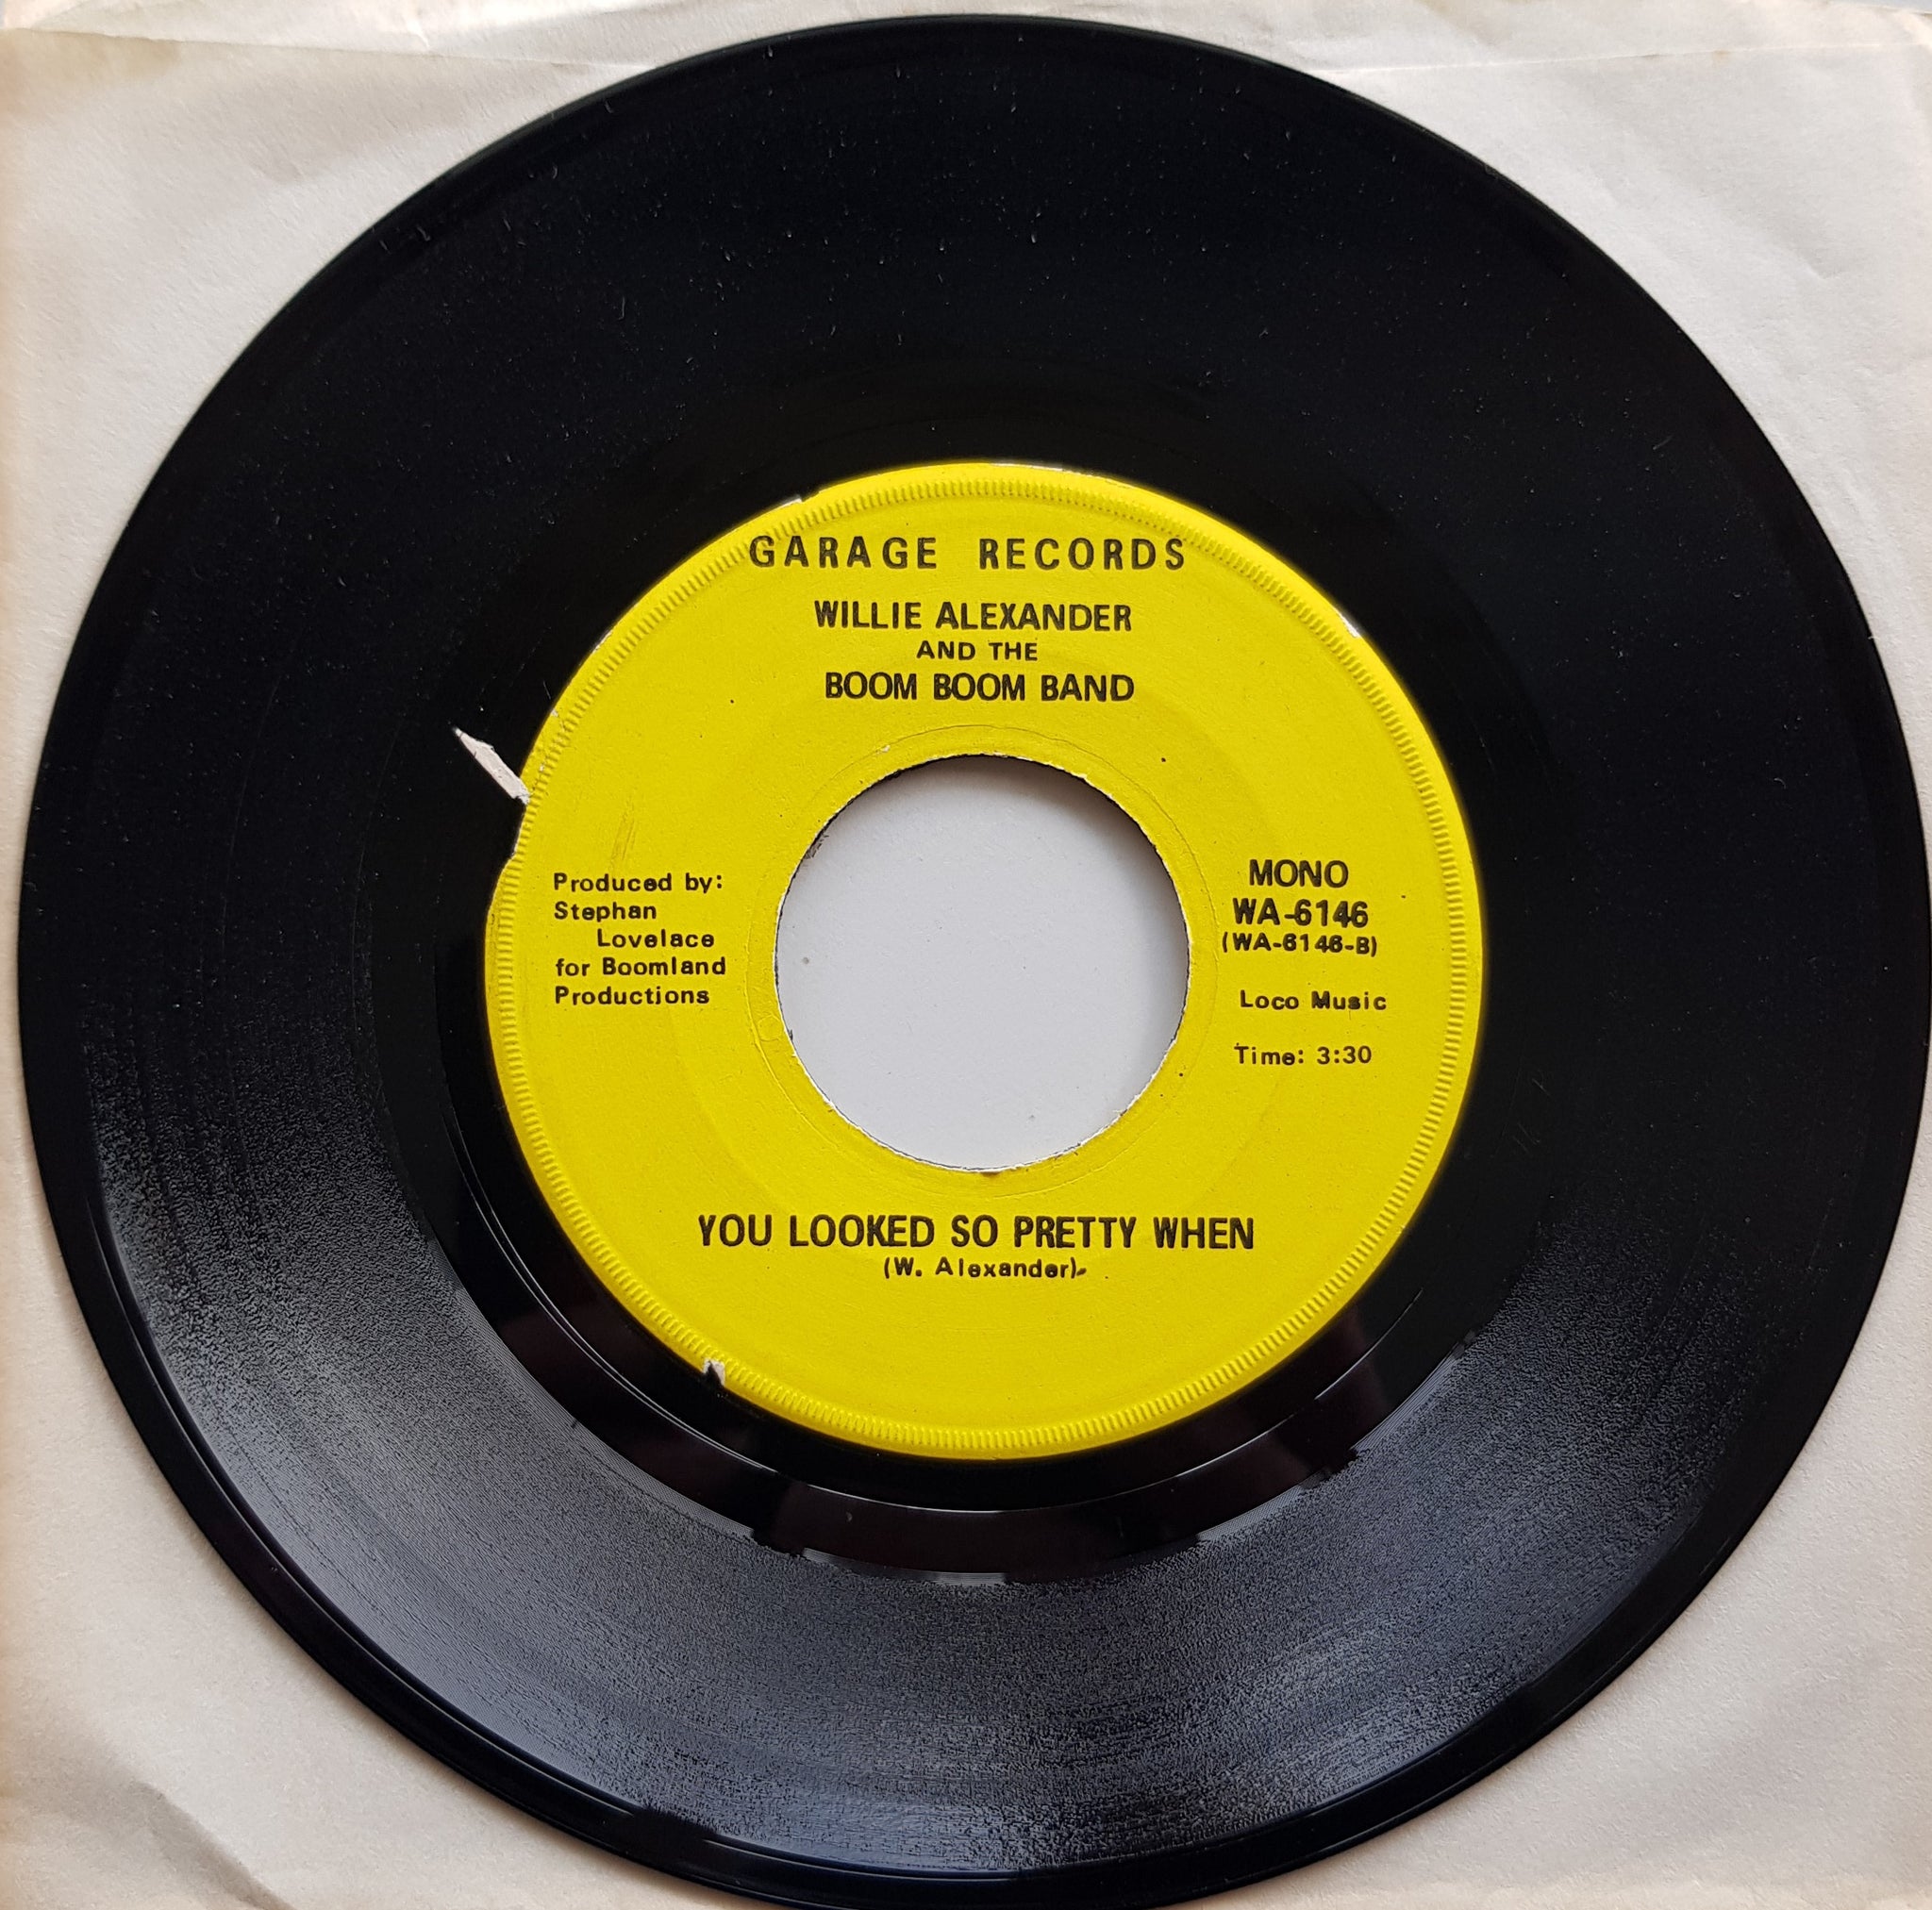 GARAGE RECORDS
WILLIE ALEXANDER
AND THE
BOOM BOOM BAND
Produced by:
Stephan
Lovelace
for Boomland
Productions
MONO
WA-6146
(WA-6146-B)
Loco Music
Time: 3:30
YOU LOOKED SO PRETTY WHEN
(W. Alexander)